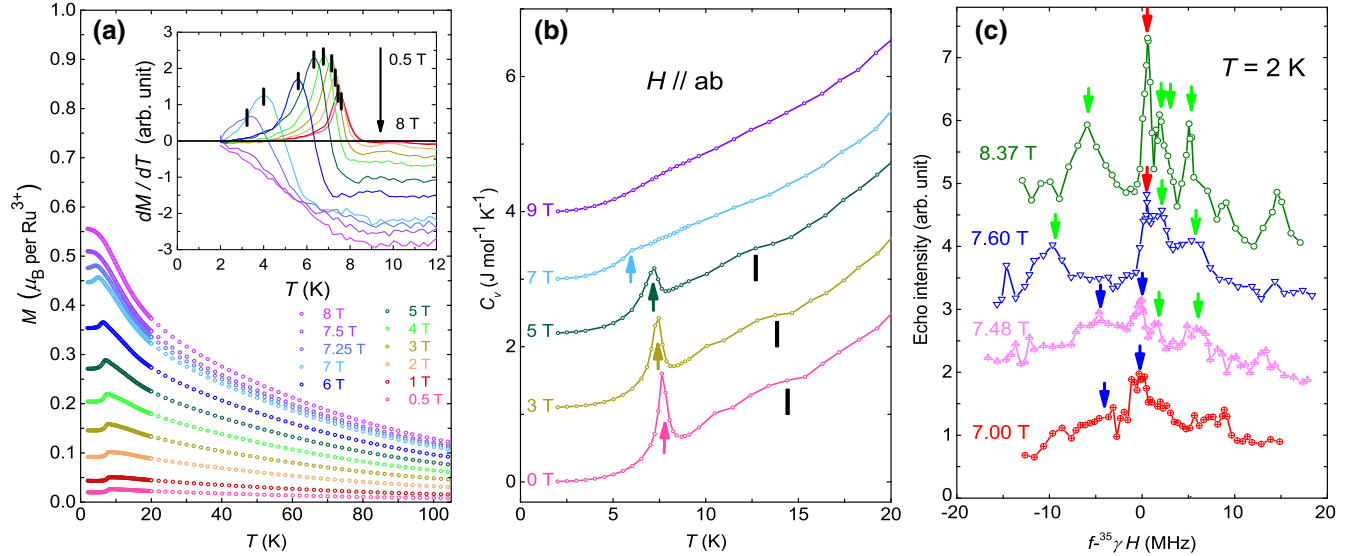 (a)
M (μB per Ru3+)
1.0
0.9
0.8
0.7
0.6
0.5
0.4
0.3
0.2
0.1
0.0
0 20 40 60 80 100
T (K)
dM / dT (arb. unit)
3
2
1
0
-1
-2
-3
0 2 4 6 8 10 12
T (K)
0.5 T
8 T
8 T 5 T
7.5 T 4 T
7.25 T 3 T
7 T 2 T
6 T 1 T
0.5 T
(b)
H // ab
Cv (J mol-1 K-1)
6
4
2
0
9 T
7 T
5 T
3 T
0 T
5 10 15 20
T (K)
(c)
T = 2 K
Echo intensity (arb. unit)
8
7
6
5
4
3
2
1
0
8.37 T
7.60 T
7.48 T
7.00 T
-20 -10 0 10 20
f-35γ H (MHz)